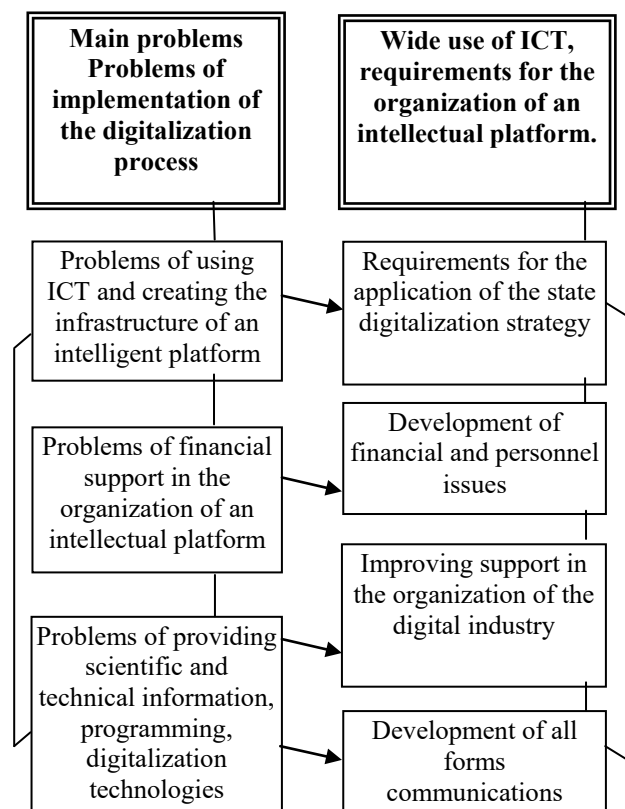 Main problems
Problems of
implementation of
the digitalization
process
Wide use of ICT,
requirements for the
organization of an
intellectual platform.
Problems of using
ICT and creating the
infrastructure of an
intelligent platform
Requirements for the
application of the state
digitalization strategy
Problems of financial
support in the
organization of an
intellectual platform
Development of
financial and personnel
issues
Improving support in
the organization of the
digital industry
Problems of providing
scientific and
technical information,
programming,
digitalization
technologies
Development of all
forms
communications